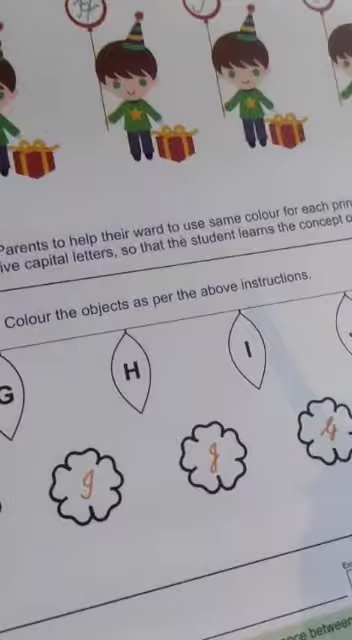 Parents to help their ward to use same colour for each
ive capital letters, so that the student learns the concept
Colour the objects as per the above instructions.
G H I
g g